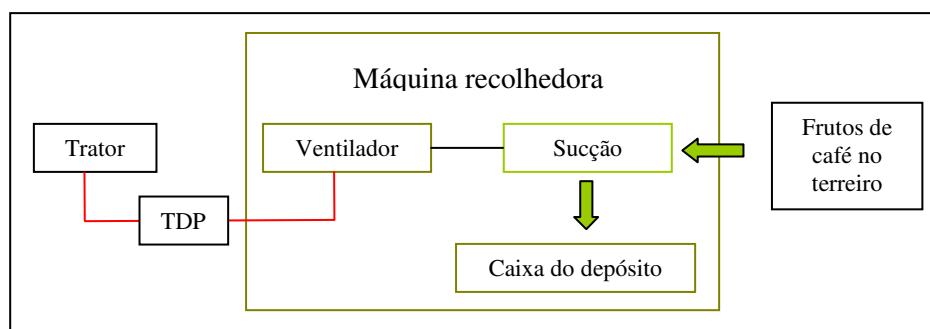 Máquina recolhedora
Trator
Ventilador
Sucção
Frutos de
café no
terreiro
TDP
Caixa do depósito